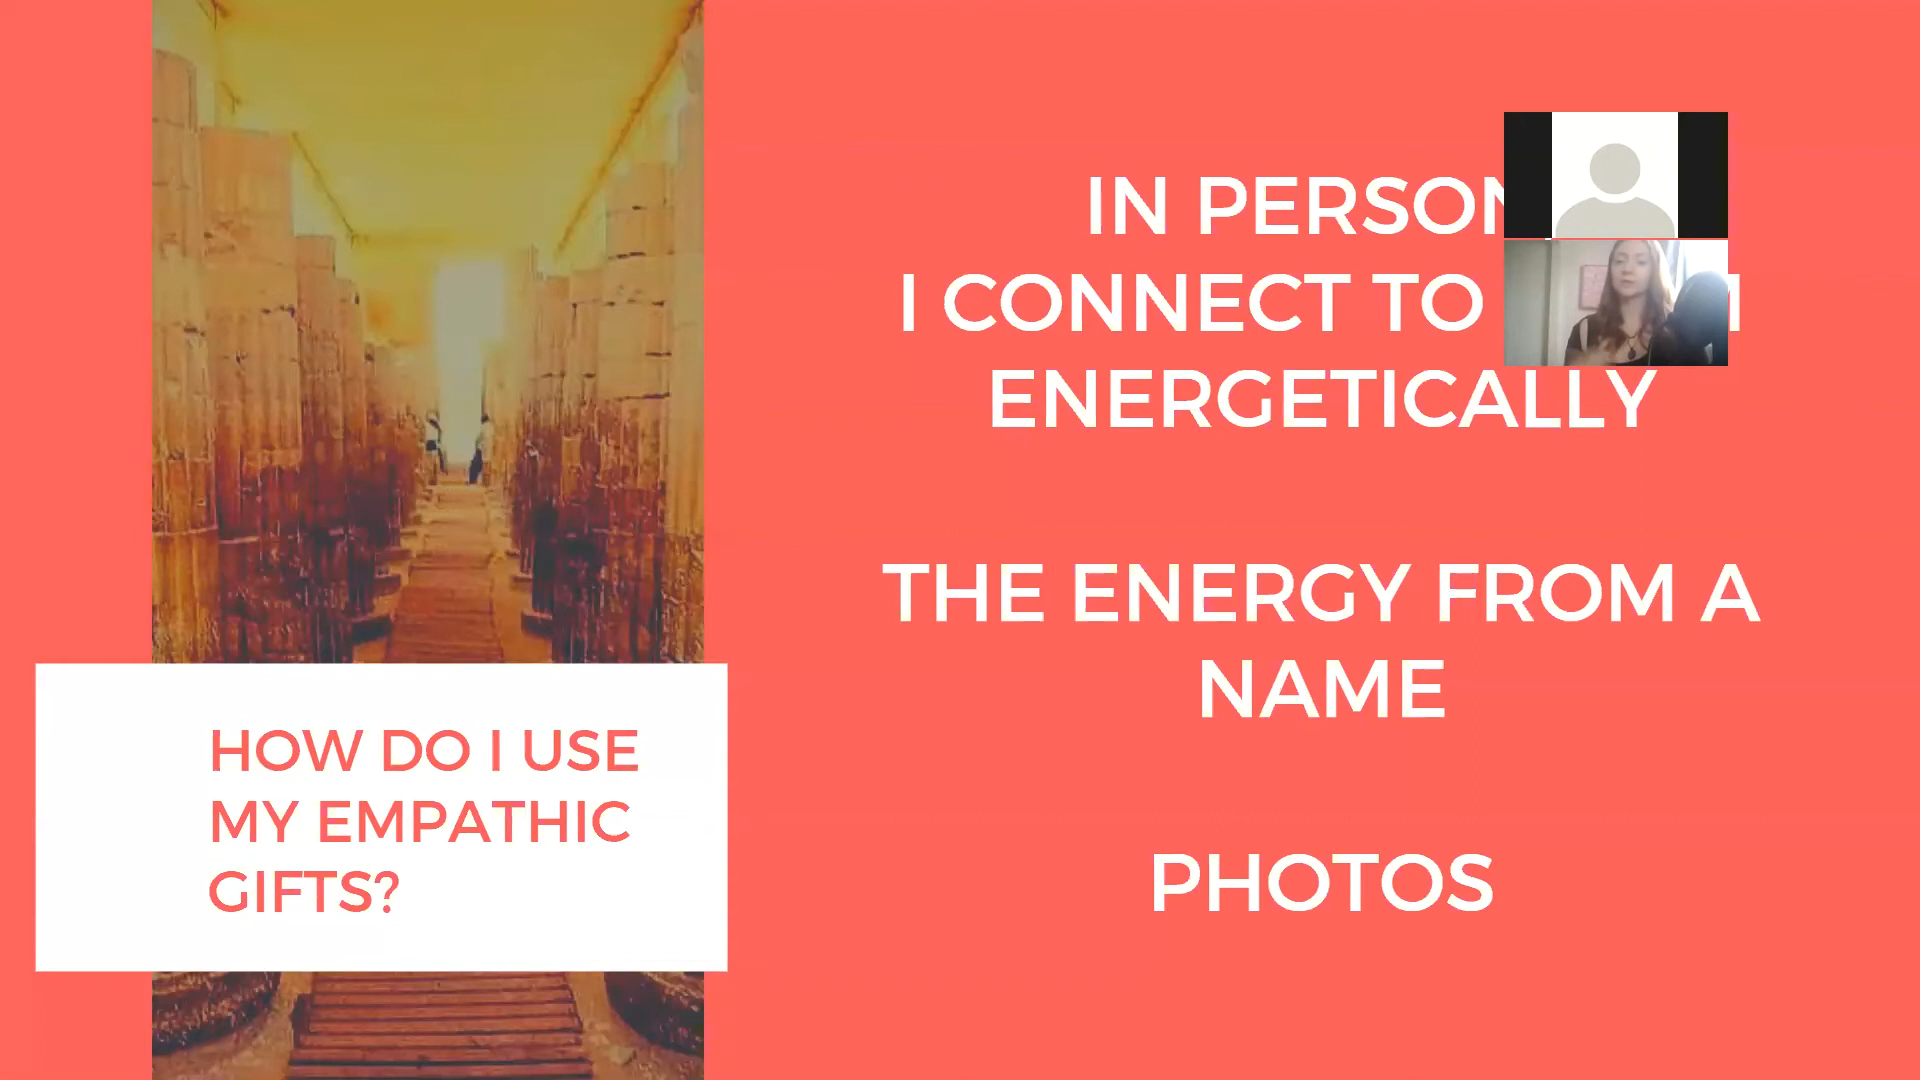 HOW DO I USE
MY EMPATHIC
GIFTS?
IN PERSON
I CONNECT TO
ENERGETICALLY
THE ENERGY FROM A
NAME
PHOTOS